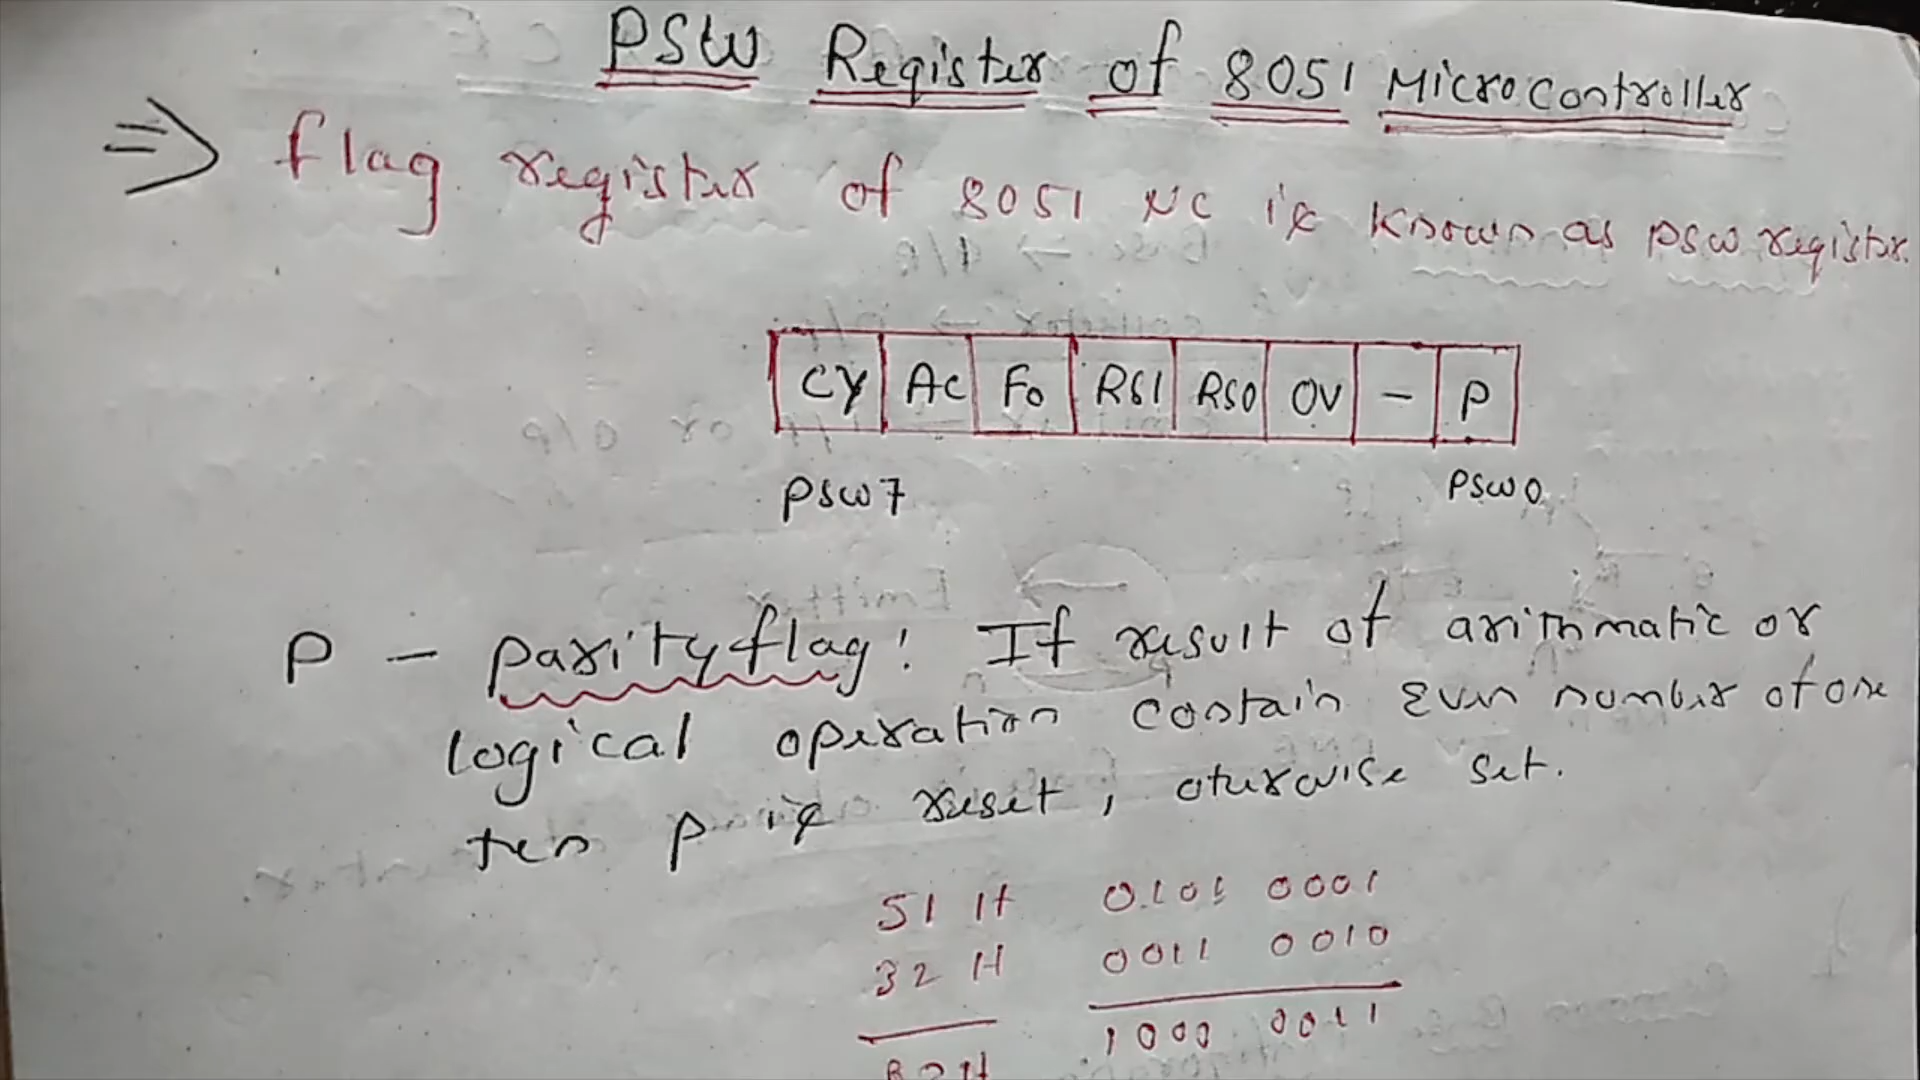 PSW Register of 8051 Microcontroller
⇒ flag register of 8051 μC is known as PSW register.
CY AC F0 RS1 RS0 OV – P
PSW7 PSW0
P – parity flag: If result of arithmatic or
logical operation contain even number of one
then P is reset, otherwise set.
51 H 0101 0001
32 H 0011 0010
83H 1000 0011